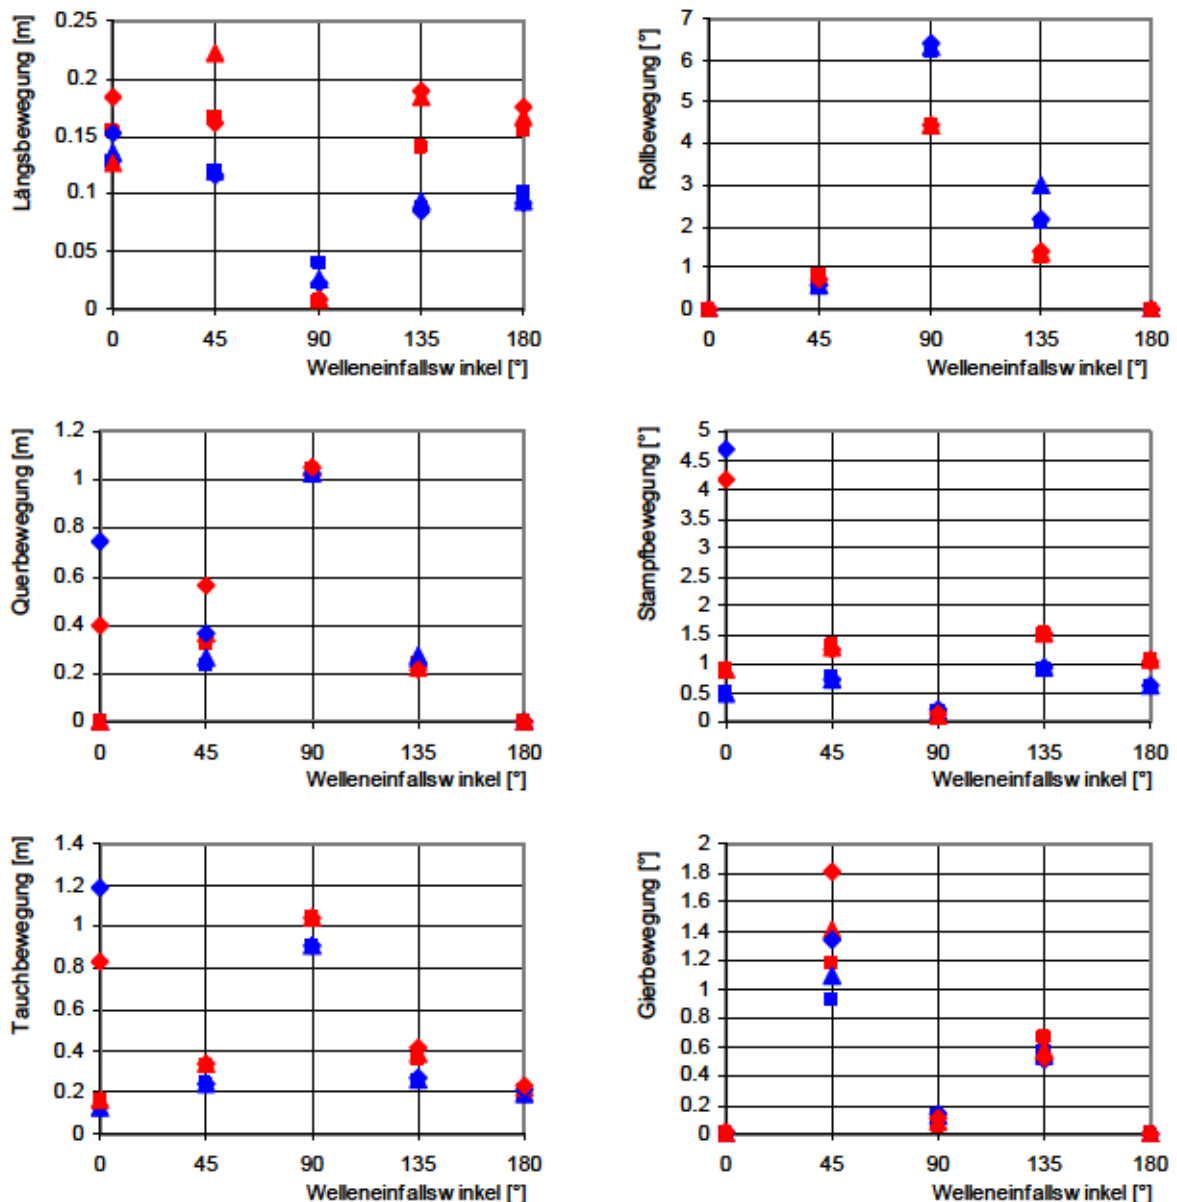 Längsbewegung [m]
0.25
0.2
0.15
0.1
0.05
0
0 45 90 135 180
Welleneinfallsw inkel [°]
Rollbewegung [°]
7
6
5
4
3
2
1
0
0 45 90 135 180
Welleneinfallsw inkel [°]
Querbewegung [m]
1.2
1
0.8
0.6
0.4
0.2
0
0 45 90 135 180
Welleneinfallsw inkel [°]
Stampfbewegung [°]
5
4.5
4
3.5
3
2.5
2
1.5
1
0.5
0
0 45 90 135 180
Welleneinfallsw inkel [°]
Tauchbewegung [m]
1.4
1.2
1
0.8
0.6
0.4
0.2
0
0 45 90 135 180
Welleneinfallsw inkel [°]
Gierbewegung [°]
2
1.8
1.6
1.4
1.2
1
0.8
0.6
0.4
0.2
0
0 45 90 135 180
Welleneinfallsw inkel [°]